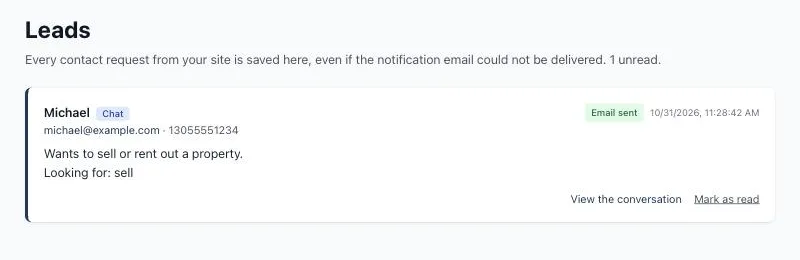 Leads
Every contact request from your site is saved here, even if the notification email could not be delivered. 1 unread.
Michael Chat Email sent 10/31/2026, 11:28:42 AM
michael@example.com · 13055551234
Wants to sell or rent out a property.
Looking for: sell
View the conversation Mark as read